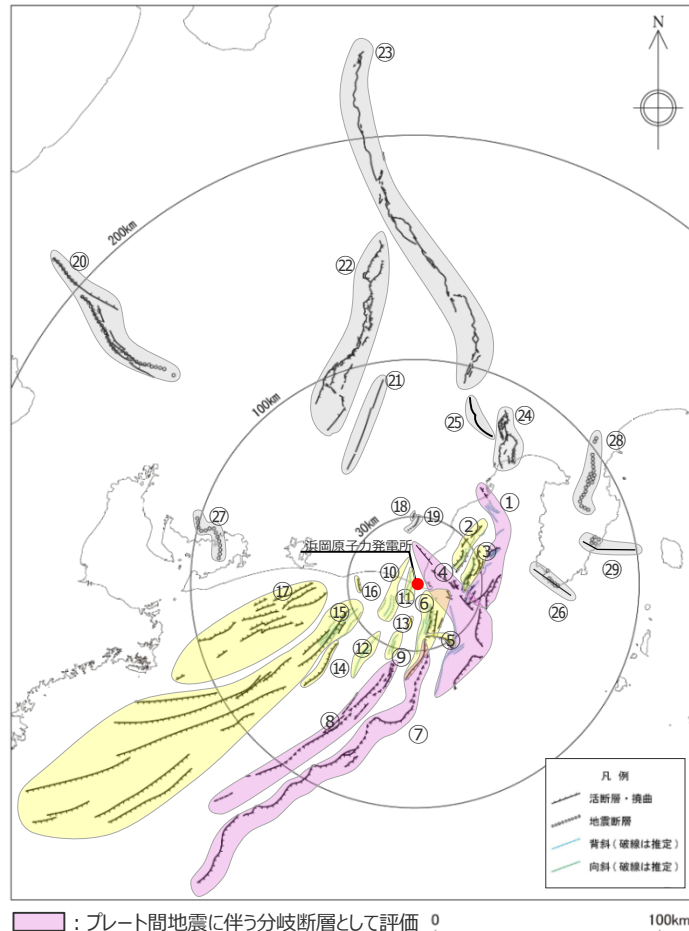 ㉓
N
200km
⑳
㉒
㉑
100km
㉕
㉔
㉘
①
㉗
⑱
30km
⑲
②
浜岡原子力発電所
③
㉙
④
⑩
⑯
⑰
⑪
⑥
㉖
⑮
⑬
⑤
⑫
⑨
⑭
⑧
⑦
凡 例
活断層・撓曲
地震断層
背斜(破線は推定)
向斜(破線は推定)
:プレート間地震に伴う分岐断層として評価 0 100km